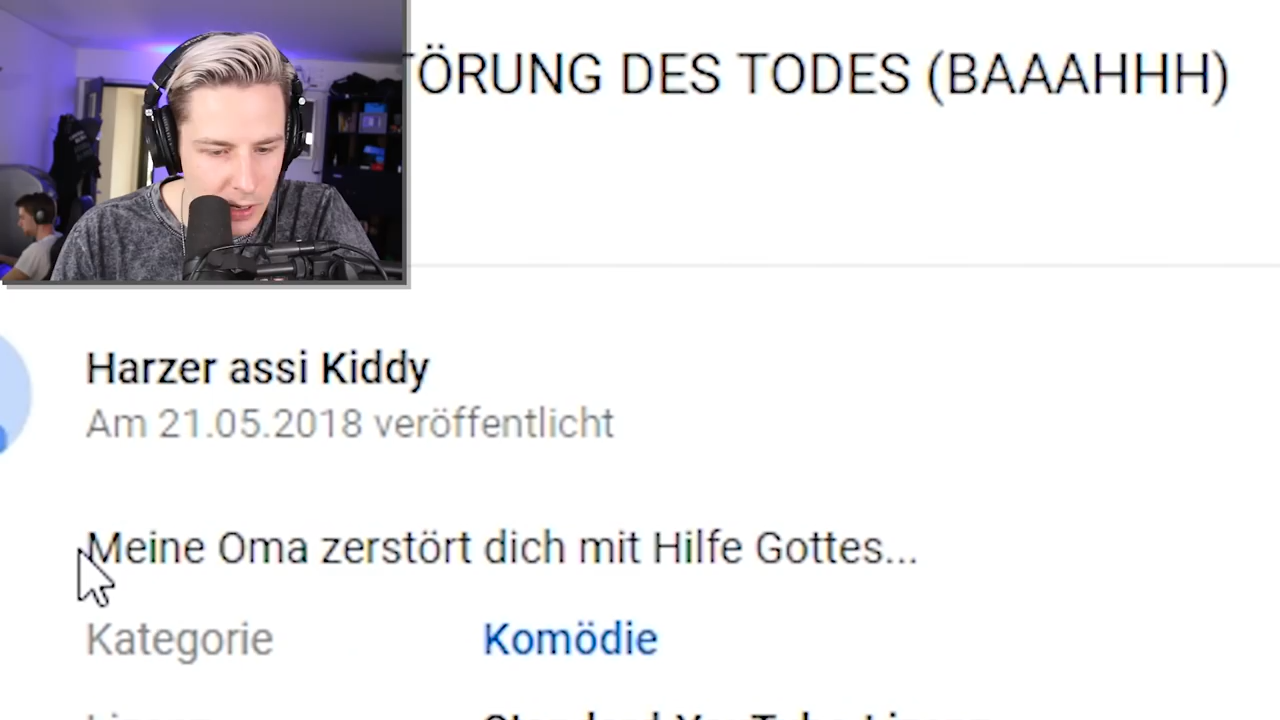 TÖRUNG DES TODES (BAAAHHH)
Harzer assi Kiddy
Am 21.05.2018 veröffentlicht
Meine Oma zerstört dich mit Hilfe Gottes...
Kategorie Komödie